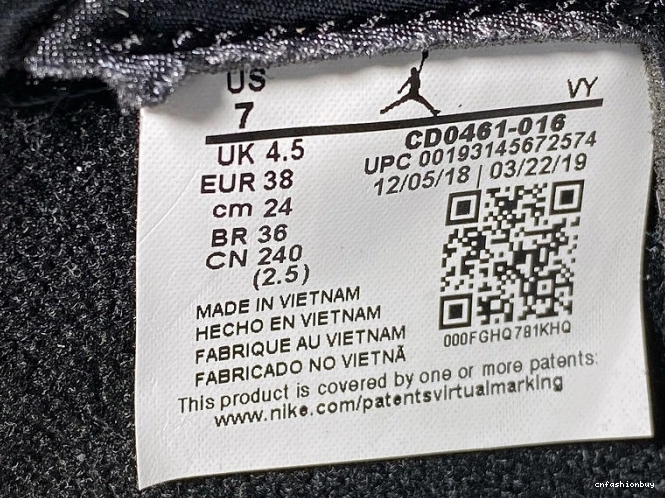 US
7
VY
UK 4.5
EUR 38
cm 24
BR 36
CN 240
(2.5)
CD0461-016
UPC 00193145672574
12/05/18 | 03/22/19
000FGHQ781KHQ
MADE IN VIETNAM
HECHO EN VIETNAM
FABRIQUE AU VIETNAM
FABRICADO NO VIETNÃ
This product is covered by one or more patents:
www.nike.com/patentsvirtualmarking
cnfashionbuy